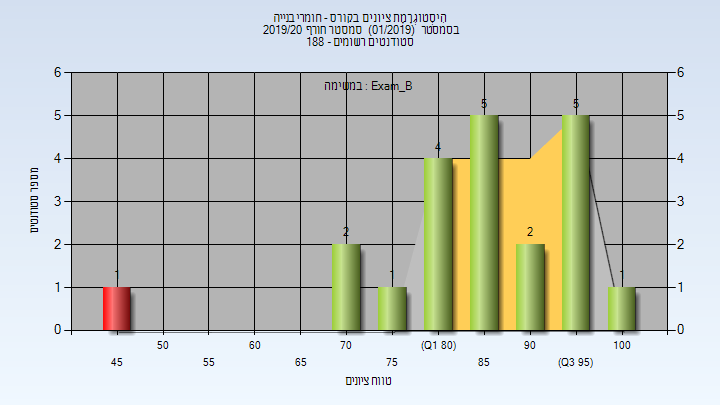 היסטוגרמת ציונים בקורס - חומרי בנייה
בסמסטר (01/2019) סמסטר חורף 2019/20
סטודנטים רשומים - 188
במשימה : Exam_B
מספר סטודנטים
6 6
5 5
4 4
3 3
2 2
1 1
0 0
1 2 1 4 5 2 5 1
50 60 70 (Q1 80) 90 100
45 55 65 75 85 (Q3 95)
טווח ציונים